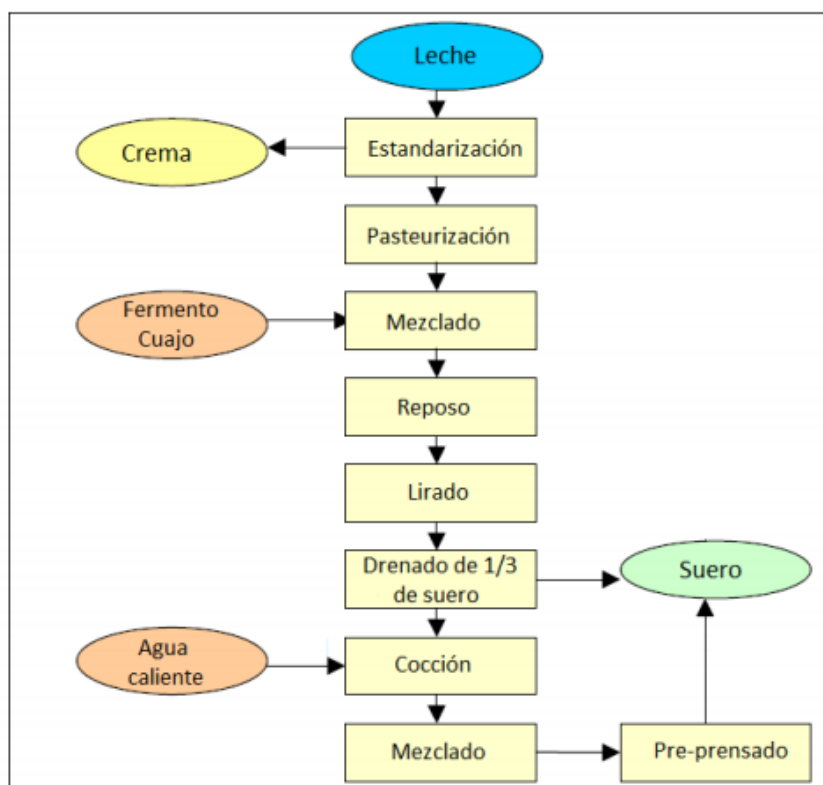 Leche
Crema
Estandarización
Pasteurización
Fermento
Cuajo
Mezclado
Reposo
Lirado
Drenado de 1/3
de suero
Suero
Agua
caliente
Cocción
Mezclado
Pre-prensado